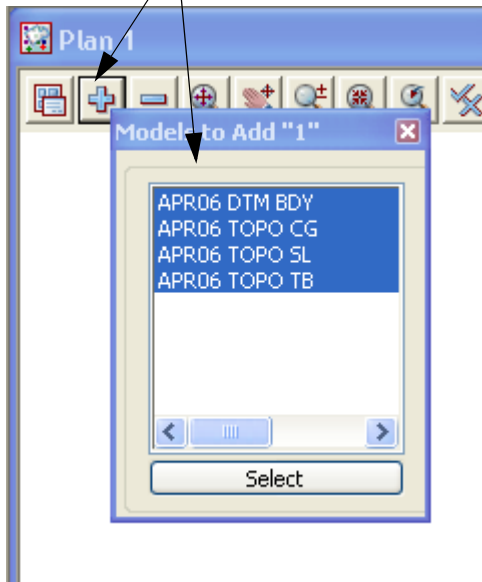 Plan 1
Models to Add "1"
APR06 DTM BDY
APR06 TOPO CG
APR06 TOPO SL
APR06 TOPO TB
Select